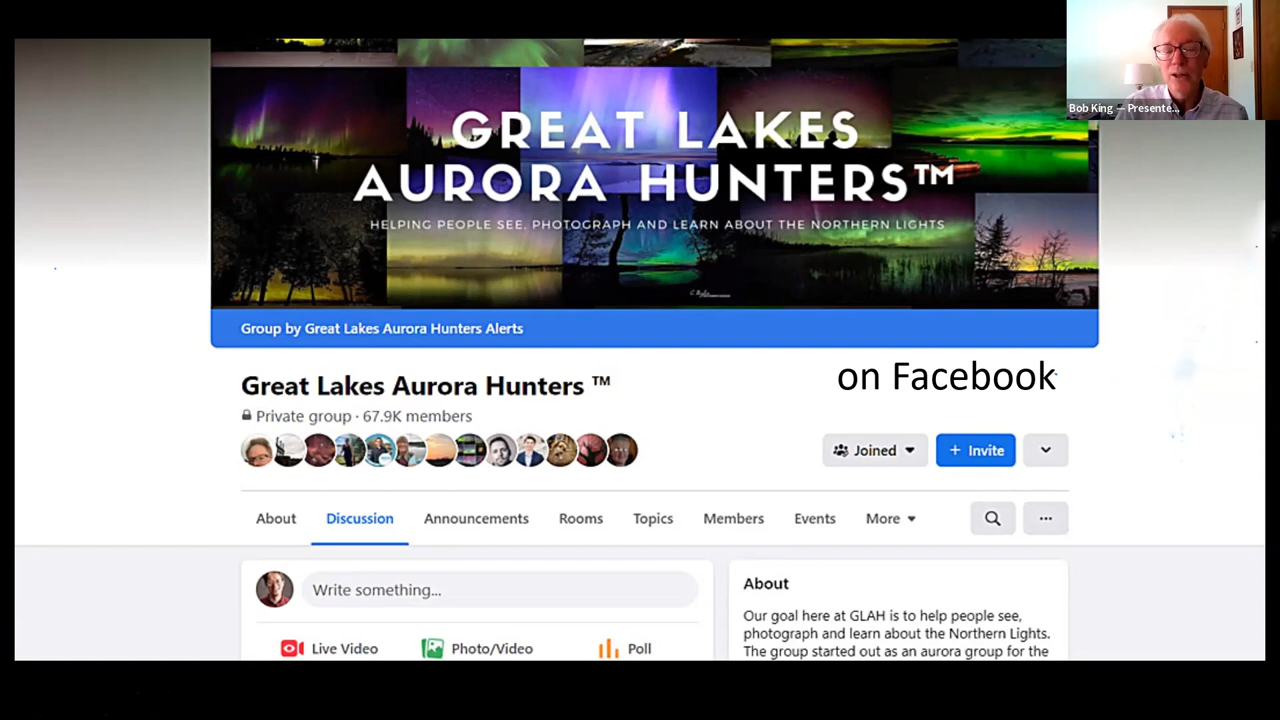 GREAT LAKES
AURORA HUNTERS™
HELPING PEOPLE SEE, PHOTOGRAPH AND LEARN ABOUT THE NORTHERN LIGHTS
Bob King — Presente...
Group by Great Lakes Aurora Hunters Alerts
Great Lakes Aurora Hunters ™
on Facebook
Private group · 67.9K members
Joined
+ Invite
About
Discussion
Announcements
Rooms
Topics
Members
Events
More
...
Write something...
Live Video
Photo/Video
Poll
About
Our goal here at GLAH is to help people see,
photograph and learn about the Northern Lights.
The group started out as an aurora group for the